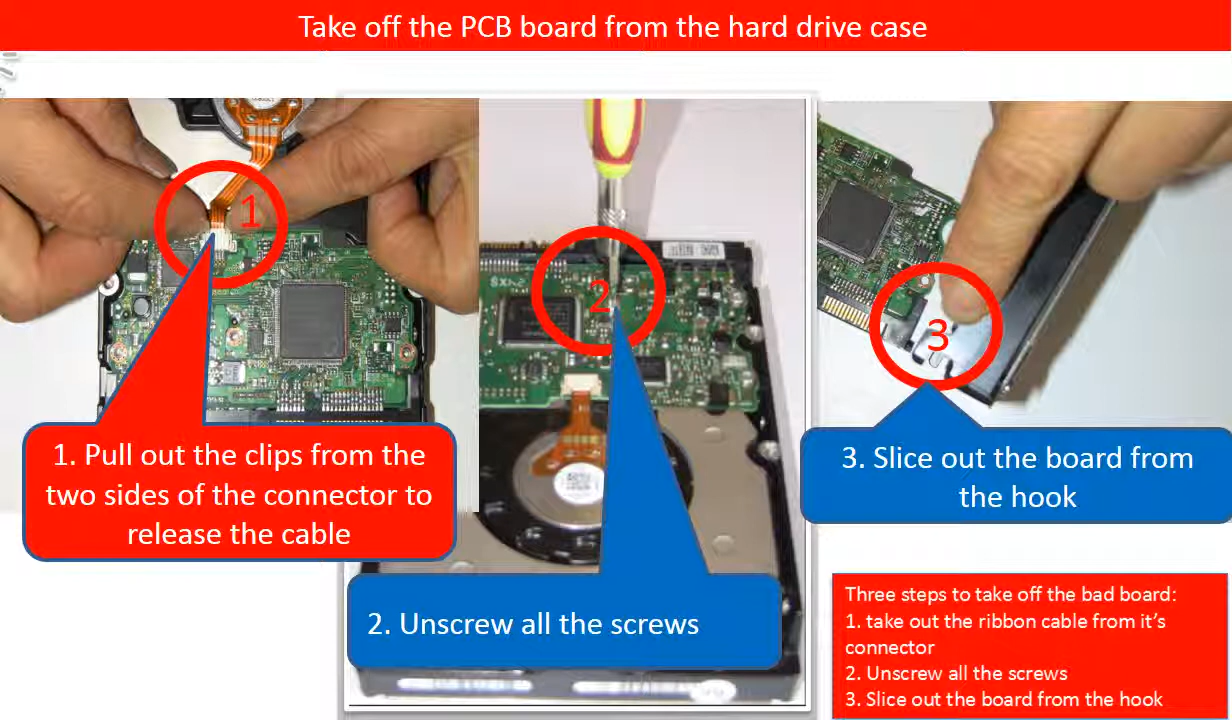 Take off the PCB board from the hard drive case
1
2
3
1. Pull out the clips from the
two sides of the connector to
release the cable
2. Unscrew all the screws
3. Slice out the board from
the hook
Three steps to take off the bad board:
1. take out the ribbon cable from it’s
connector
2. Unscrew all the screws
3. Slice out the board from the hook